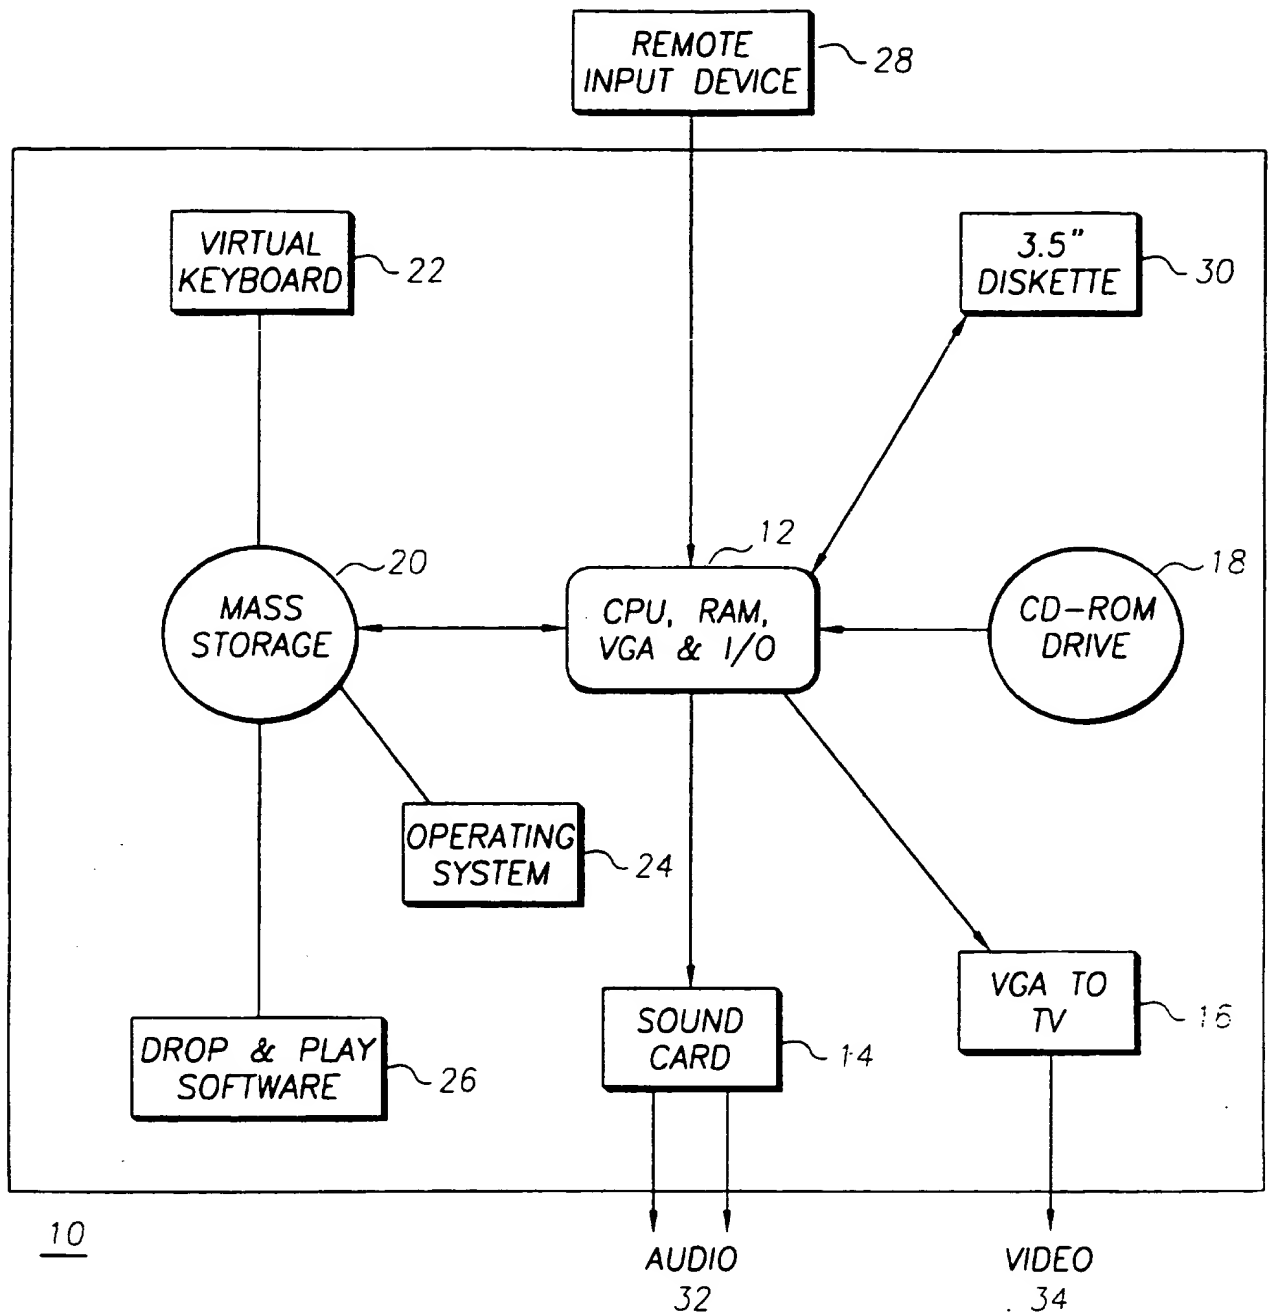 REMOTE
INPUT DEVICE
28
VIRTUAL
KEYBOARD
22
3.5"
DISKETTE
30
12
20
18
MASS
STORAGE
CPU, RAM,
VGA & I/O
CD-ROM
DRIVE
OPERATING
SYSTEM
24
VGA TO
TV
16
SOUND
CARD
14
DROP & PLAY
SOFTWARE
26
10
AUDIO
32
VIDEO
34